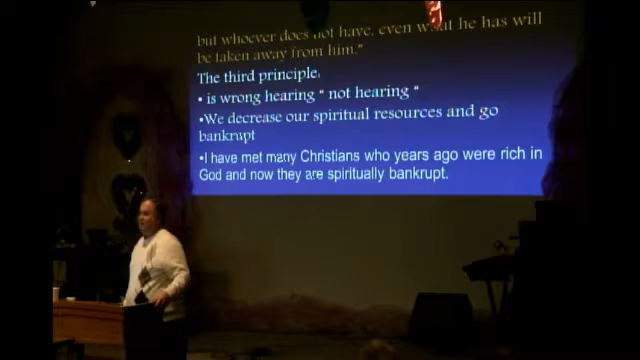 but whoever does not have, even what he has will
be taken away from him."
The third principle:
• is wrong hearing " not hearing "
•We decrease our spiritual resources and go
bankrupt
•I have met many Christians who years ago were rich in
God and now they are spiritually bankrupt.